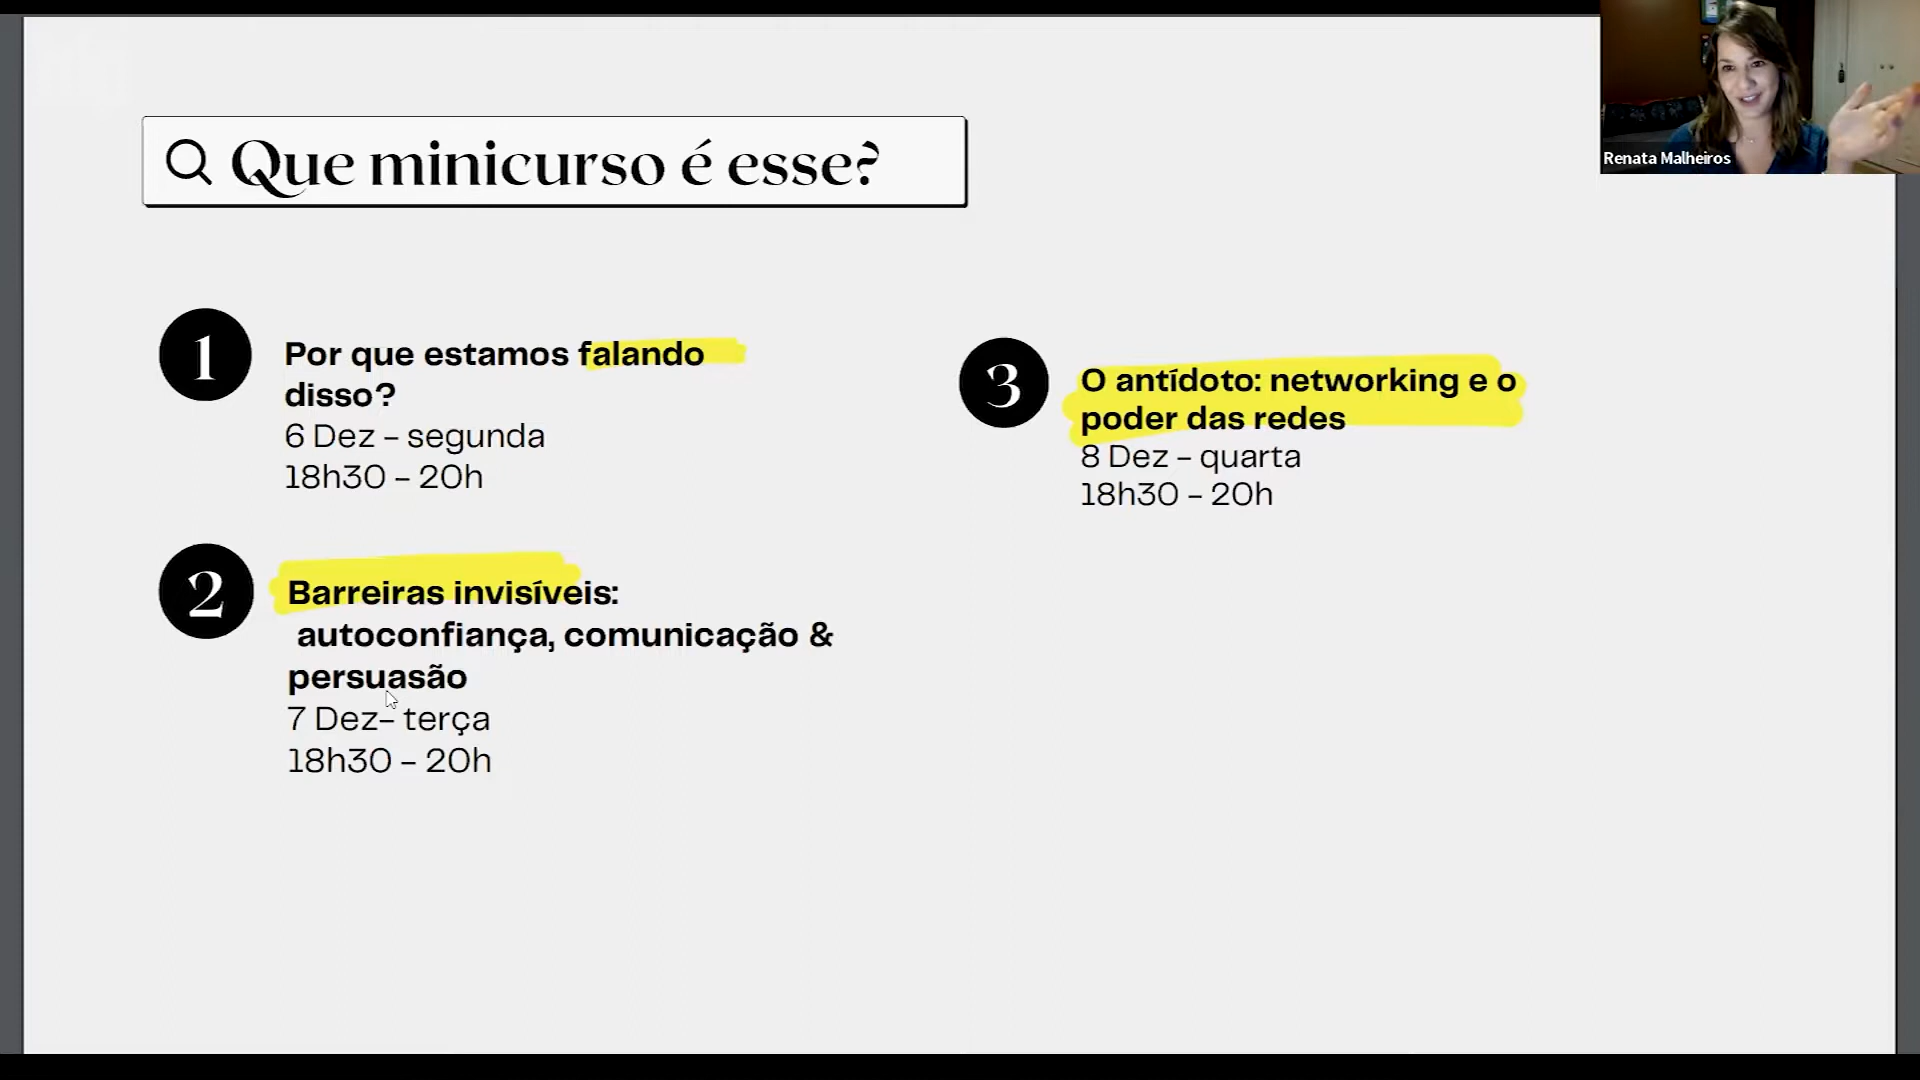 Que minicurso é esse?
1
Por que estamos falando
disso?
6 Dez – segunda
18h30 – 20h
2
Barreiras invisíveis:
autoconfiança, comunicação &
persuasão
7 Dez– terça
18h30 – 20h
3
O antídoto: networking e o
poder das redes
8 Dez – quarta
18h30 – 20h
Renata Malheiros